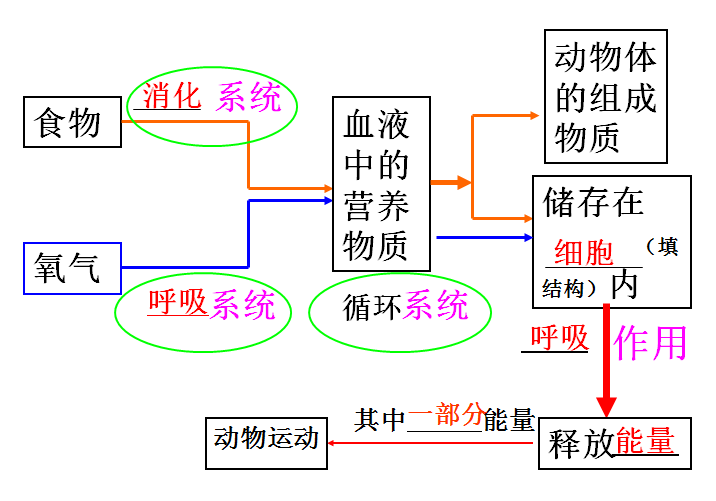 消化 系统
食物
血液
中的
营养
物质
动物体
的组成
物质
氧气
呼吸系统
循环系统
储存在
细胞（填
结构）内
呼吸 作用
释放能量
其中一部分能量
动物运动